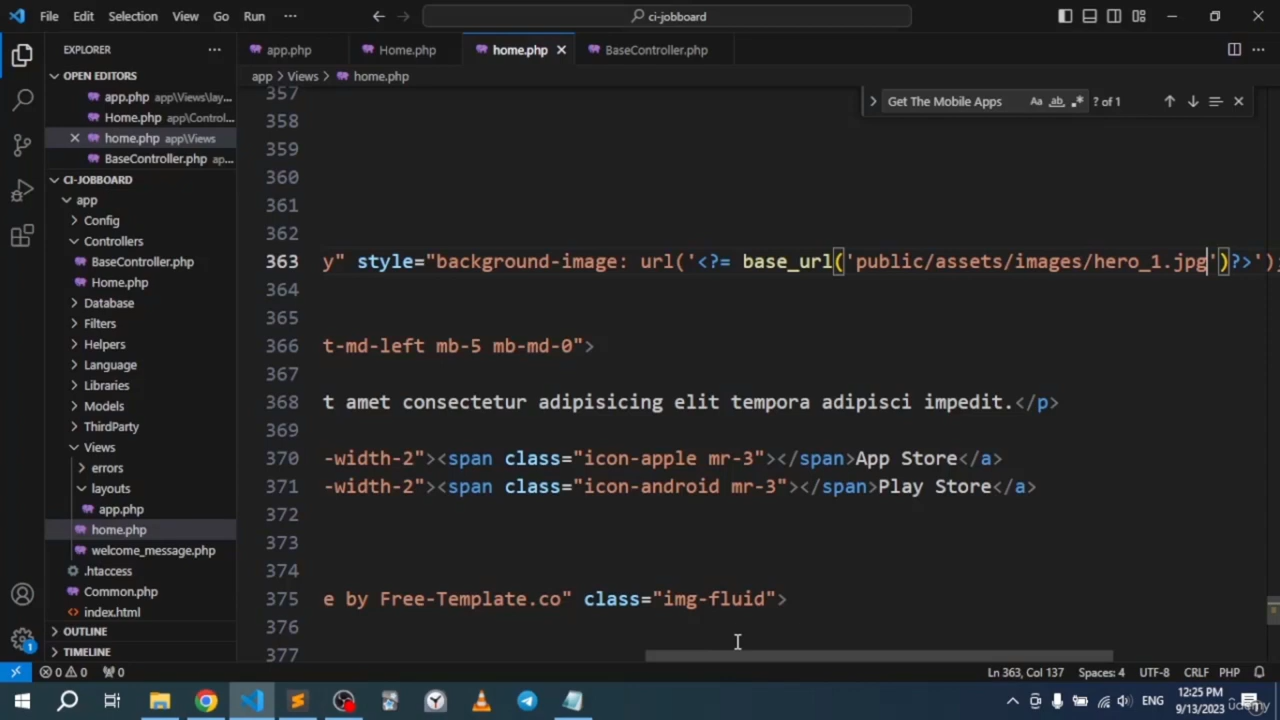 File Edit Selection View Go Run ··· ci-jobboard
EXPLORER ··· app.php Home.php home.php BaseController.php
OPEN EDITORS
app.php app\Views\lay...
Home.php app\Control...
home.php app\Views
BaseController.php ap...
CI-JOBBOARD
app
Config
Controllers
BaseController.php
Home.php
Database
Filters
Helpers
Language
Libraries
Models
ThirdParty
Views
errors
layouts
app.php
home.php
welcome_message.php
.htaccess
Common.php
index.html
OUTLINE
TIMELINE
app > Views > home.php
Get The Mobile Apps Aa ab ? of 1
357
358
359
360
361
362
363 y" style="background-image: url('<?= base_url('public/assets/images/hero_1.jpg')?>');
364
365
366 t-md-left mb-5 mb-md-0">
367
368 t amet consectetur adipisicing elit tempora adipisci impedit.</p>
369
370 -width-2"><span class="icon-apple mr-3"></span>App Store</a>
371 -width-2"><span class="icon-android mr-3"></span>Play Store</a>
372
373
374
375 e by Free-Template.co" class="img-fluid">
376
377
0 0 0 Ln 363, Col 137 Spaces: 4 UTF-8 CRLF PHP
1
ENG 12:25 PM
9/13/2023
udemy